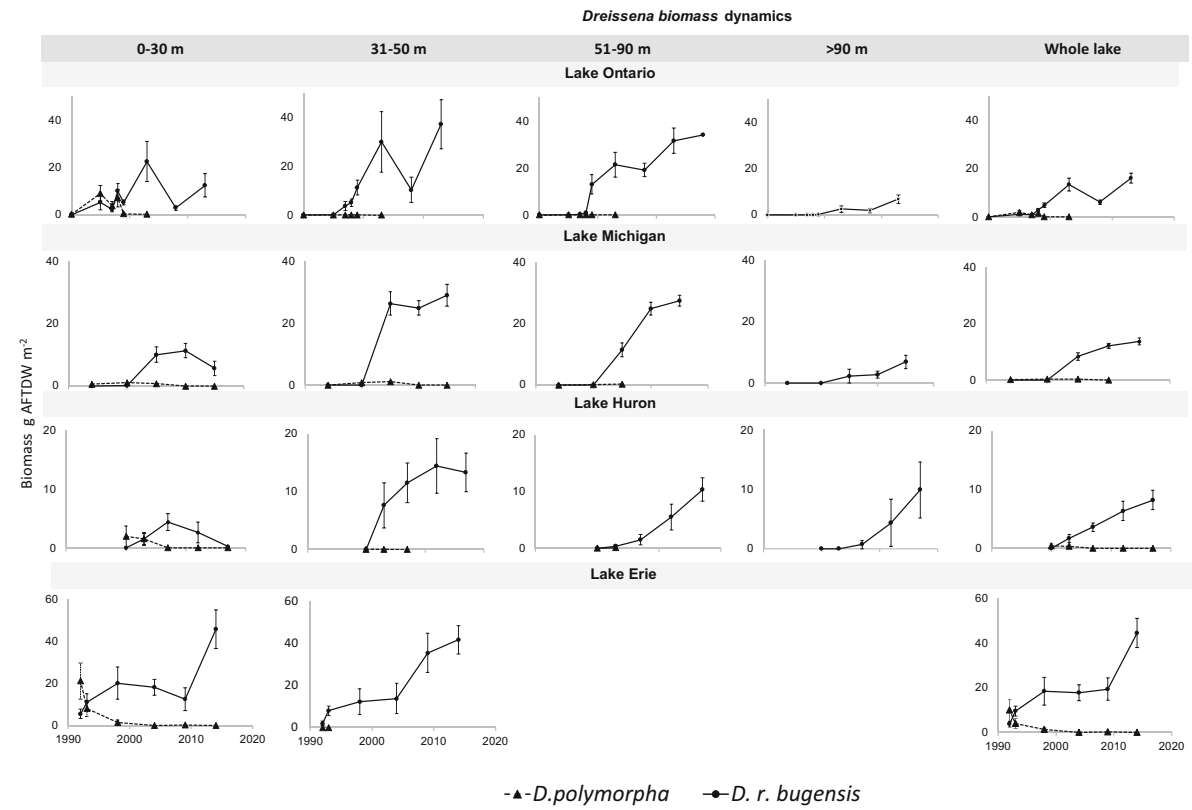 Dreissena biomass dynamics
0-30 m 31-50 m 51-90 m >90 m Whole lake
Lake Ontario
40 40 40 40 40
20 20 20 20 20
0 0 0 0 0
Lake Michigan
40 40 40 40 40
20 20 20 20 20
0 0 0 0 0
Biomass g AFTDW m-2
Lake Huron
20 20 20 20 20
10 10 10 10 10
0 0 0 0 0
Lake Erie
60 60 60
40 40 40
20 20 20
0 0 0
1990 2000 2010 2020 1990 2000 2010 2020 1990 2000 2010 2020
D.polymorpha D. r. bugensis